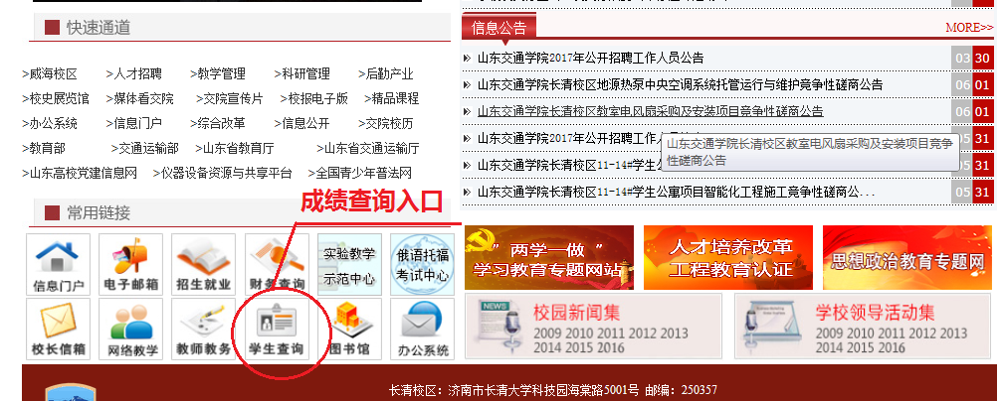 快速通道
>威海校区 >人才招聘 >教学管理 >科研管理 >后勤产业
>校史展览馆 >媒体看交院 >交院宣传片 >校报电子版 >精品课程
>办公系统 >信息门户 >综合改革 >信息公开 >交院校历
>教育部 >交通运输部 >山东省教育厅 >山东省交通运输厅
>山东高校党建信息网 >仪器设备资源与共享平台 >全国青少年普法网
成绩查询入口
常用链接
信息门户 电子邮箱 招生就业 财务查询
实验教学
示范中心
俄语托福
考试中心
校长信箱 网络教学 教师教务 学生查询 图书馆 办公系统
信息公告 MORE>>
山东交通学院2017年公开招聘工作人员公告 03 30
山东交通学院长清校区地源热泵中央空调系统托管运行与维护竞争性磋商公告 06 01
山东交通学院长清校区教室电风扇采购及安装项目竞争性磋商公告 06 01
山东交通学院2017年公开招聘工作人员 05 31
山东交通学院长清校区教室电风扇采购及安装项目竞争性磋商公告
山东交通学院长清校区11-14#学生公 05 31
山东交通学院长清校区11-14#学生公寓项目智能化工程施工竞争性磋商公... 05 31
"两学一做"
学习教育专题网站
人才培养改革
工程教育认证
思想政治教育专题网
NEWS
校园新闻集
2009 2010 2011 2012 2013
2014 2015 2016
学校领导活动集
2009 2010 2011 2012 2013
2014 2015 2016
长清校区：济南市长清大学科技园海棠路5001号 邮编：250357